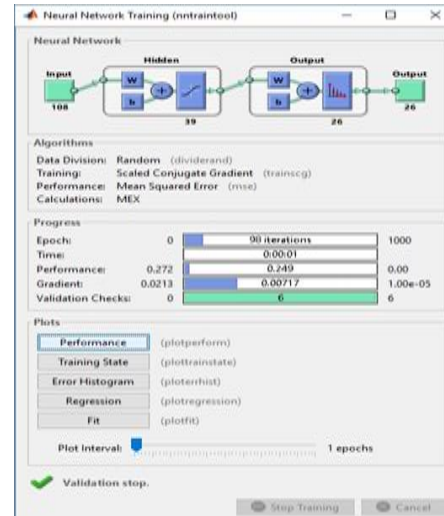 Neural Network Training (nntraintool)
Neural Network
Hidden Output
Input W b + W b + Output
108 39 26 26
Algorithms
Data Division: Random (dividerand)
Training: Scaled Conjugate Gradient (trainscg)
Performance: Mean Squared Error (mse)
Calculations: MEX
Progress
Epoch: 0 98 iterations 1000
Time: 0:00:01
Performance: 0.272 0.249 0.00
Gradient: 0.0213 0.00717 1.00e-05
Validation Checks: 0 6 6
Plots
Performance (plotperform)
Training State (plottrainstate)
Error Histogram (ploterrhist)
Regression (plotregression)
Fit (plotfit)
Plot Interval: 1 epochs
Validation stop.
Stop Training Cancel